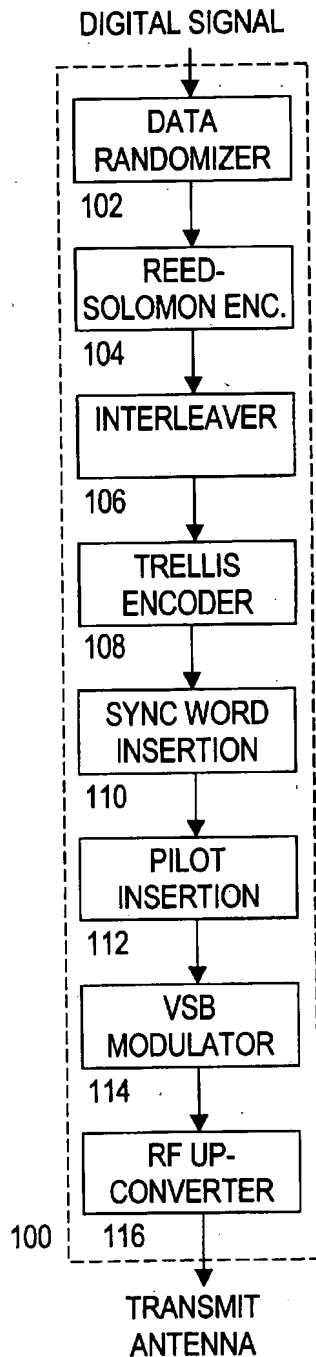 DIGITAL SIGNAL
DATA
RANDOMIZER
102
REED-
SOLOMON ENC.
104
INTERLEAVER
106
TRELLIS
ENCODER
108
SYNC WORD
INSERTION
110
PILOT
INSERTION
112
VSB
MODULATOR
114
RF UP-
CONVERTER
100
116
TRANSMIT
ANTENNA